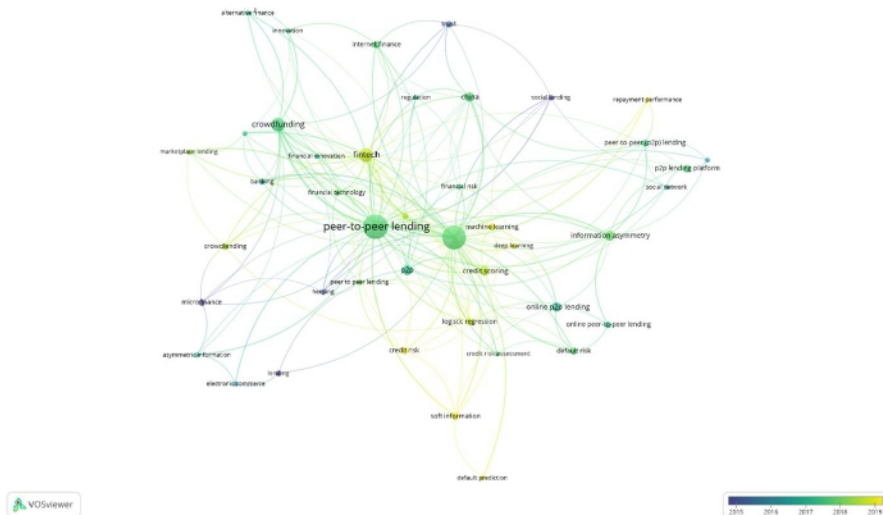 alternative finance
innovation
trust
internet finance
regulation
china
social lending
repayment performance
crowdfunding
peer-to-peer (p2p) lending
marketplace lending
financial innovation
fintech
p2p lending platform
banking
financial technology
financial risk
social network
peer-to-peer lending
machine learning
information asymmetry
crowdlending
deep learning
p2p
credit scoring
peer to peer lending
microfinance
online p2p lending
logistic regression
online peer-to-peer lending
asymmetric information
credit risk
credit risk assessment
default risk
lending
electronic commerce
soft information
default prediction
VOSviewer
2015 2016 2017 2018 2019